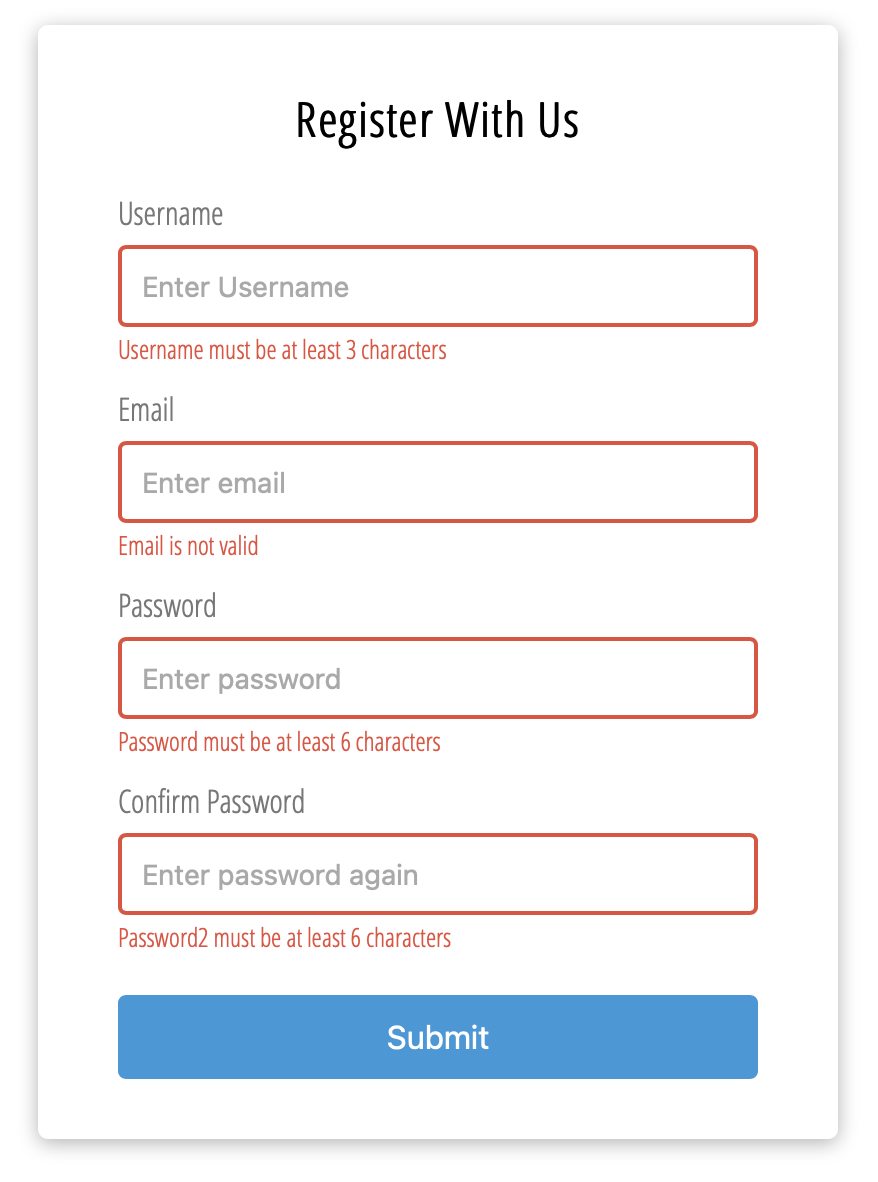 Register With Us
Username
Enter Username
Username must be at least 3 characters
Email
Enter email
Email is not valid
Password
Enter password
Password must be at least 6 characters
Confirm Password
Enter password again
Password2 must be at least 6 characters
Submit